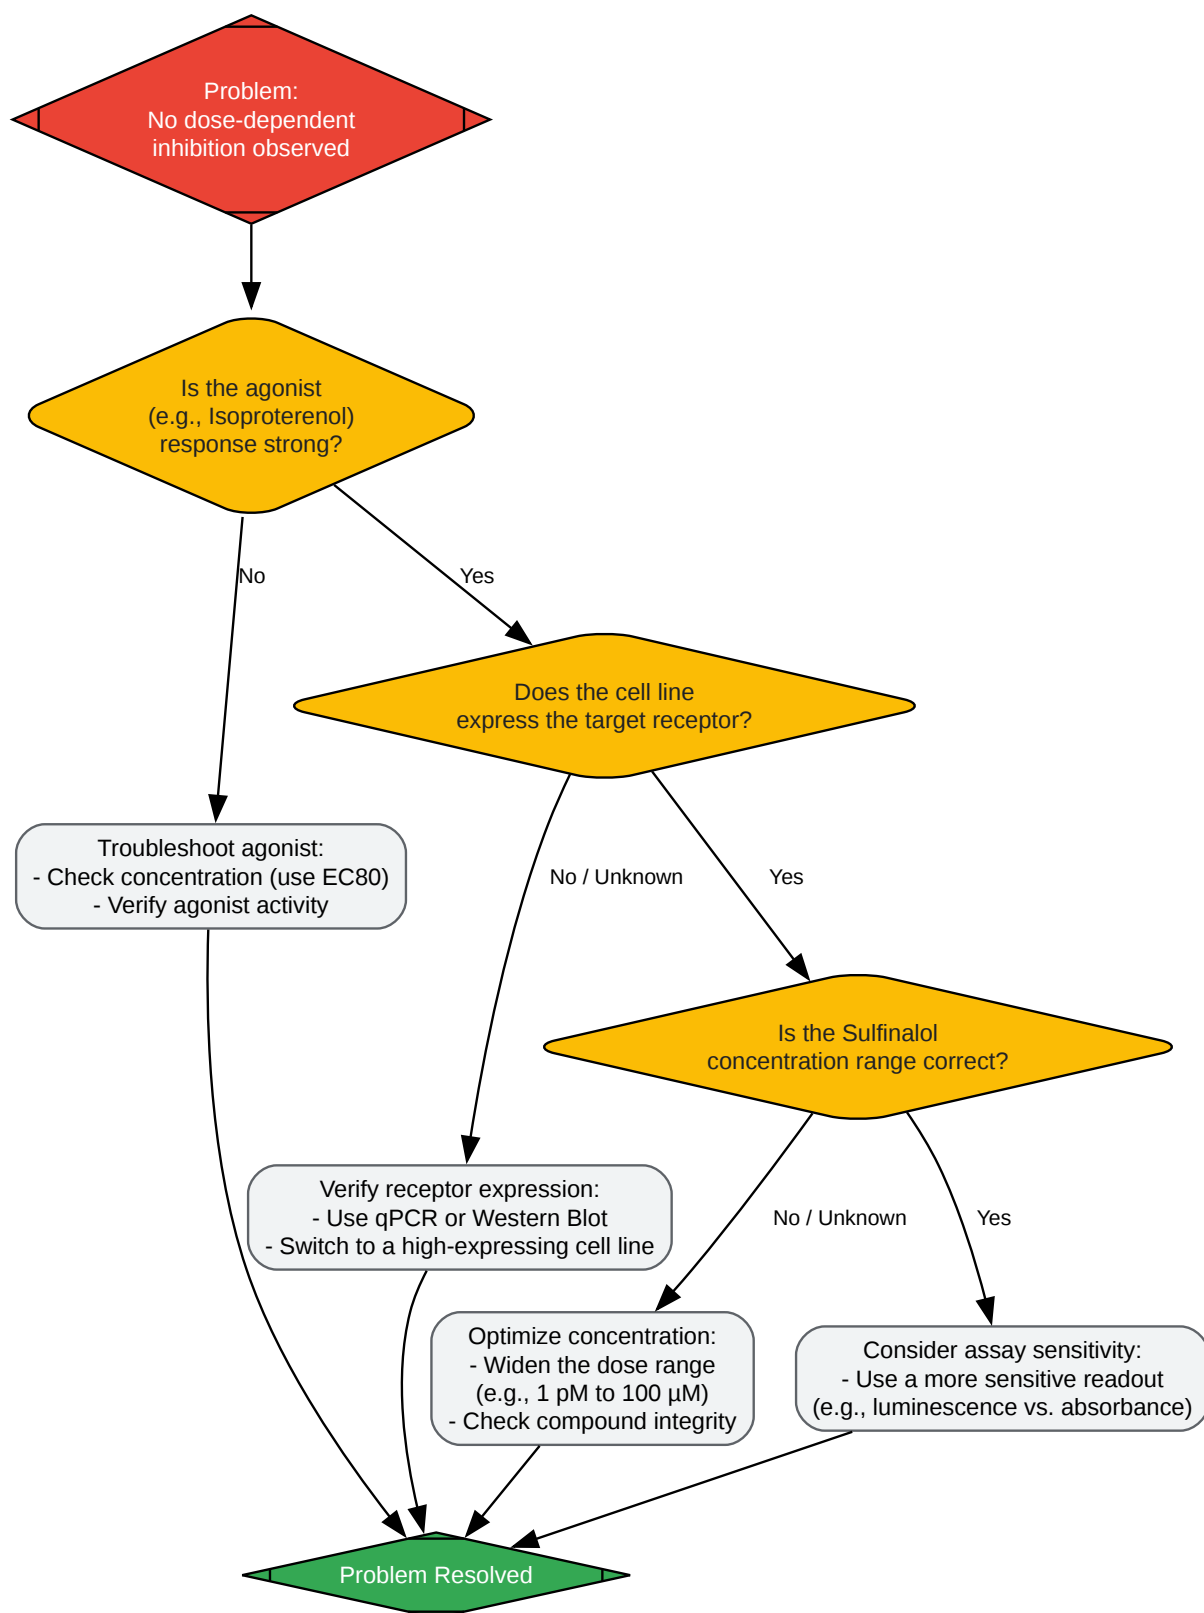 Problem:
No dose-dependent
inhibition observed
Is the agonist
(e.g., Isoproterenol)
response strong?
No
Yes
Does the cell line
express the target receptor?
Troubleshoot agonist:
- Check concentration (use EC80)
- Verify agonist activity
No / Unknown
Yes
Is the Sulfinalol
concentration range correct?
Verify receptor expression:
- Use qPCR or Western Blot
- Switch to a high-expressing cell line
No / Unknown
Yes
Optimize concentration:
- Widen the dose range
(e.g., 1 pM to 100 µM)
- Check compound integrity
Consider assay sensitivity:
- Use a more sensitive readout
(e.g., luminescence vs. absorbance)
Problem Resolved